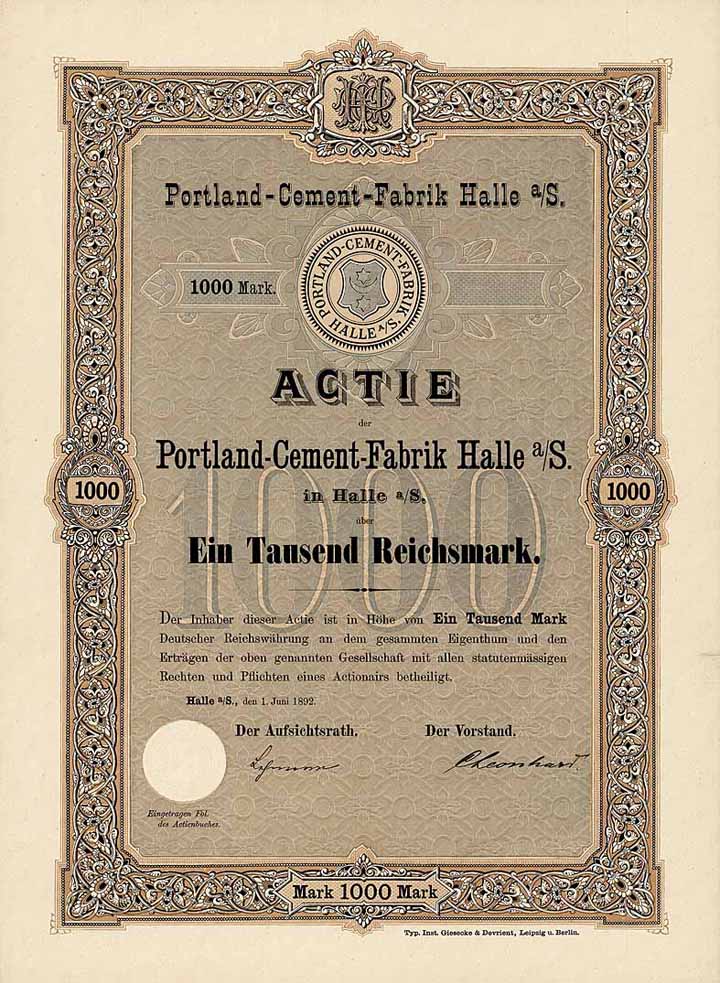 Portland-Cement-Fabrik Halle a/S.
1000 Mark.
PORTLAND-CEMENT-FABRIK
HALLE a/S.
ACTIE
der
Portland-Cement-Fabrik Halle a/S.
in Halle a/S.
über
1000
1000
1000
Ein Tausend Reichsmark.
Der Inhaber dieser Actie ist in Höhe von Ein Tausend Mark
Deutscher Reichswährung an dem gesammten Eigenthum und den
Erträgen der oben genannten Gesellschaft mit allen statutenmässigen
Rechten und Pflichten eines Actionairs betheiligt.
Halle a/S., den 1. Juni 1892.
Der Aufsichtsrath. Der Vorstand.
Lehmann CLeonhard.
Eingetragen Fol.
des Actienbuches.
Mark 1000 Mark
Typ. Inst. Giesecke & Devrient, Leipzig u. Berlin.